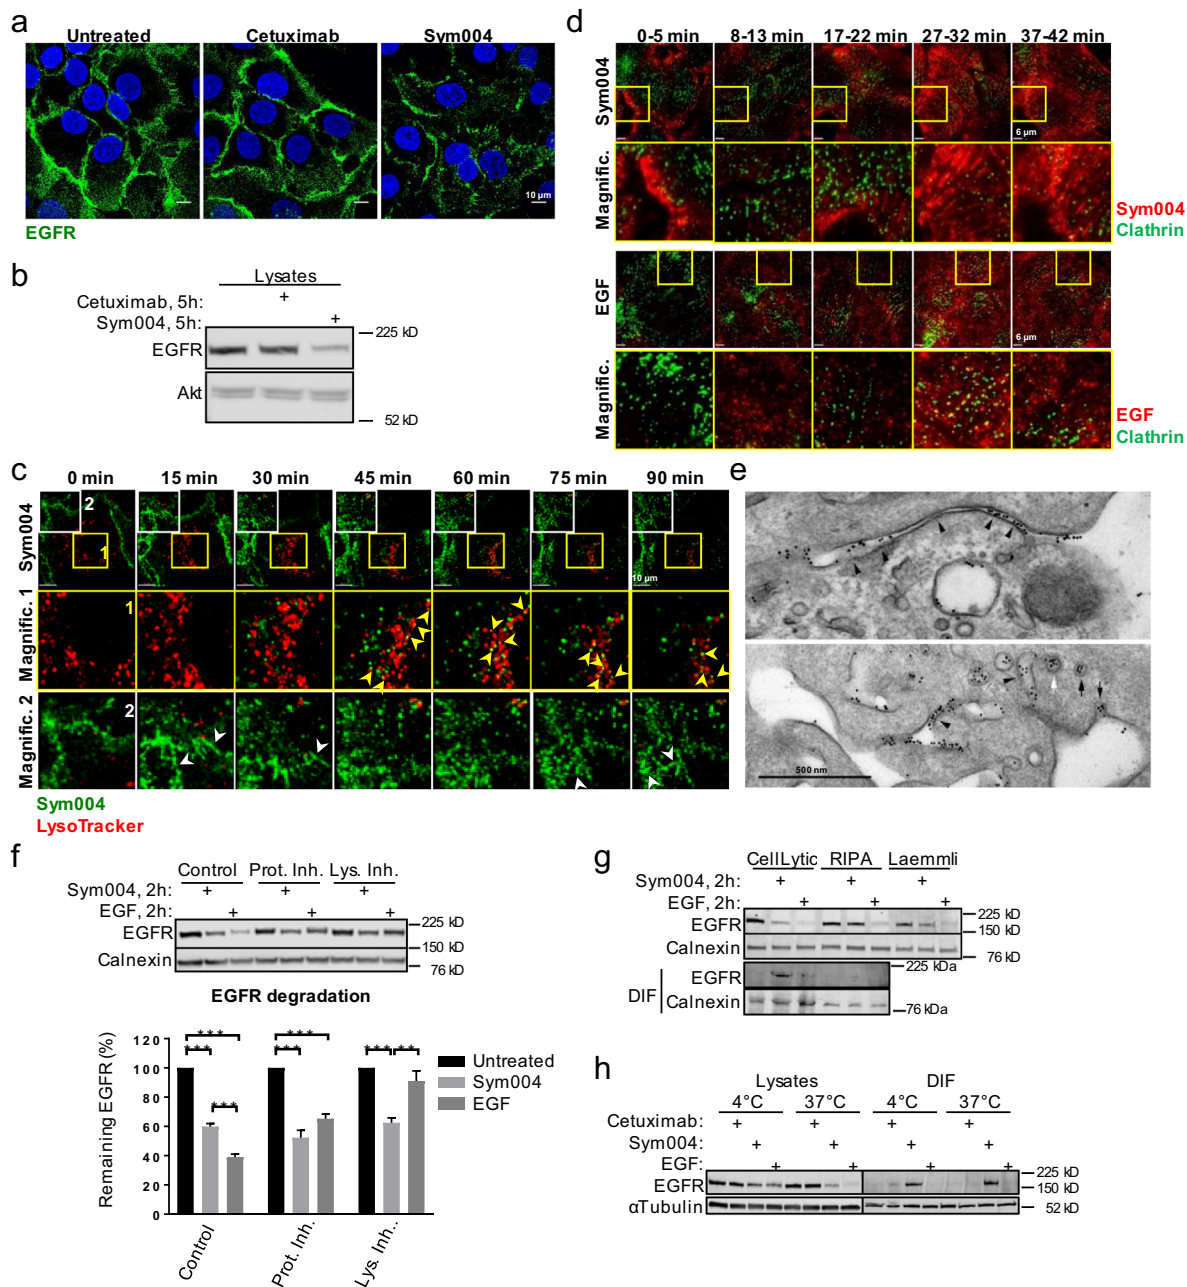 a
Untreated
Cetuximab
Sym004
10 µm
EGFR
b
Lysates
Cetuximab, 5h:
+
Sym004, 5h:
+
225 kD
EGFR
Akt
52 kD
c
0 min
15 min
30 min
45 min
60 min
75 min
90 min
Sym004
2
1
10 µm
Magnific. 1
1
Magnific. 2
2
Sym004
LysoTracker
d
0-5 min
8-13 min
17-22 min
27-32 min
37-42 min
Sym004
6 µm
Magnific.
Sym004
Clathrin
EGF
6 µm
Magnific.
EGF
Clathrin
e
500 nm
f
Control
Prot. Inh.
Lys. Inh.
Sym004, 2h:
+ + +
EGF, 2h:
+ + +
225 kD
EGFR
150 kD
Calnexin
76 kD
EGFR degradation
Remaining EGFR (%)
120
100
80
60
40
20
0
***
***
***
***
***
***
**
Untreated
Sym004
EGF
Control
Prot. Inh.
Lys. Inh..
g
CellLytic
RIPA
Laemmli
Sym004, 2h:
+ + +
EGF, 2h:
+ + +
225 kD
EGFR
150 kD
Calnexin
76 kD
225 kDa
EGFR
DIF
Calnexin
76 kDa
h
Lysates
DIF
4°C
37°C
4°C
37°C
Cetuximab:
+ + + +
Sym004:
+ + + +
EGF:
+ + + +
225 kD
EGFR
150 kD
αTubulin
52 kD